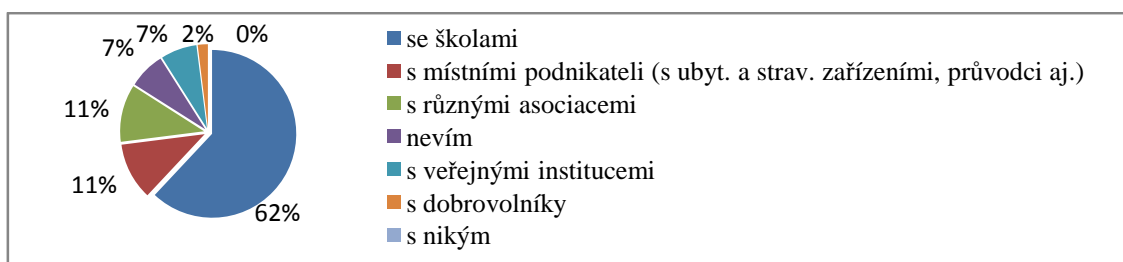 7% 2% 0%
7%
11%
11%
62%
se školami
s místními podnikateli (s ubyt. a strav. zařízeními, průvodci aj.)
s různými asociacemi
nevím
s veřejnými institucemi
s dobrovolníky
s nikým